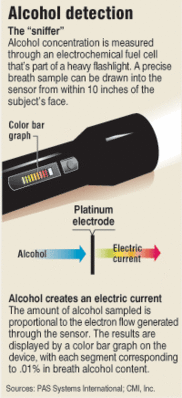 Alcohol detection
The “sniffer”
Alcohol concentration is measured
through an electrochemical fuel cell
that's part of a heavy flashlight. A precise
breath sample can be drawn into the
sensor from within 10 inches of the
subject's face.
Color bar
graph
Platinum
electrode
Alcohol
Electric
current
Alcohol creates an electric current
The amount of alcohol sampled is
proportional to the electron flow generated
through the sensor. The results are
displayed by a color bar graph on the
device, with each segment corresponding
to .01% in breath alcohol content.
Sources: PAS Systems International; CMI, Inc.